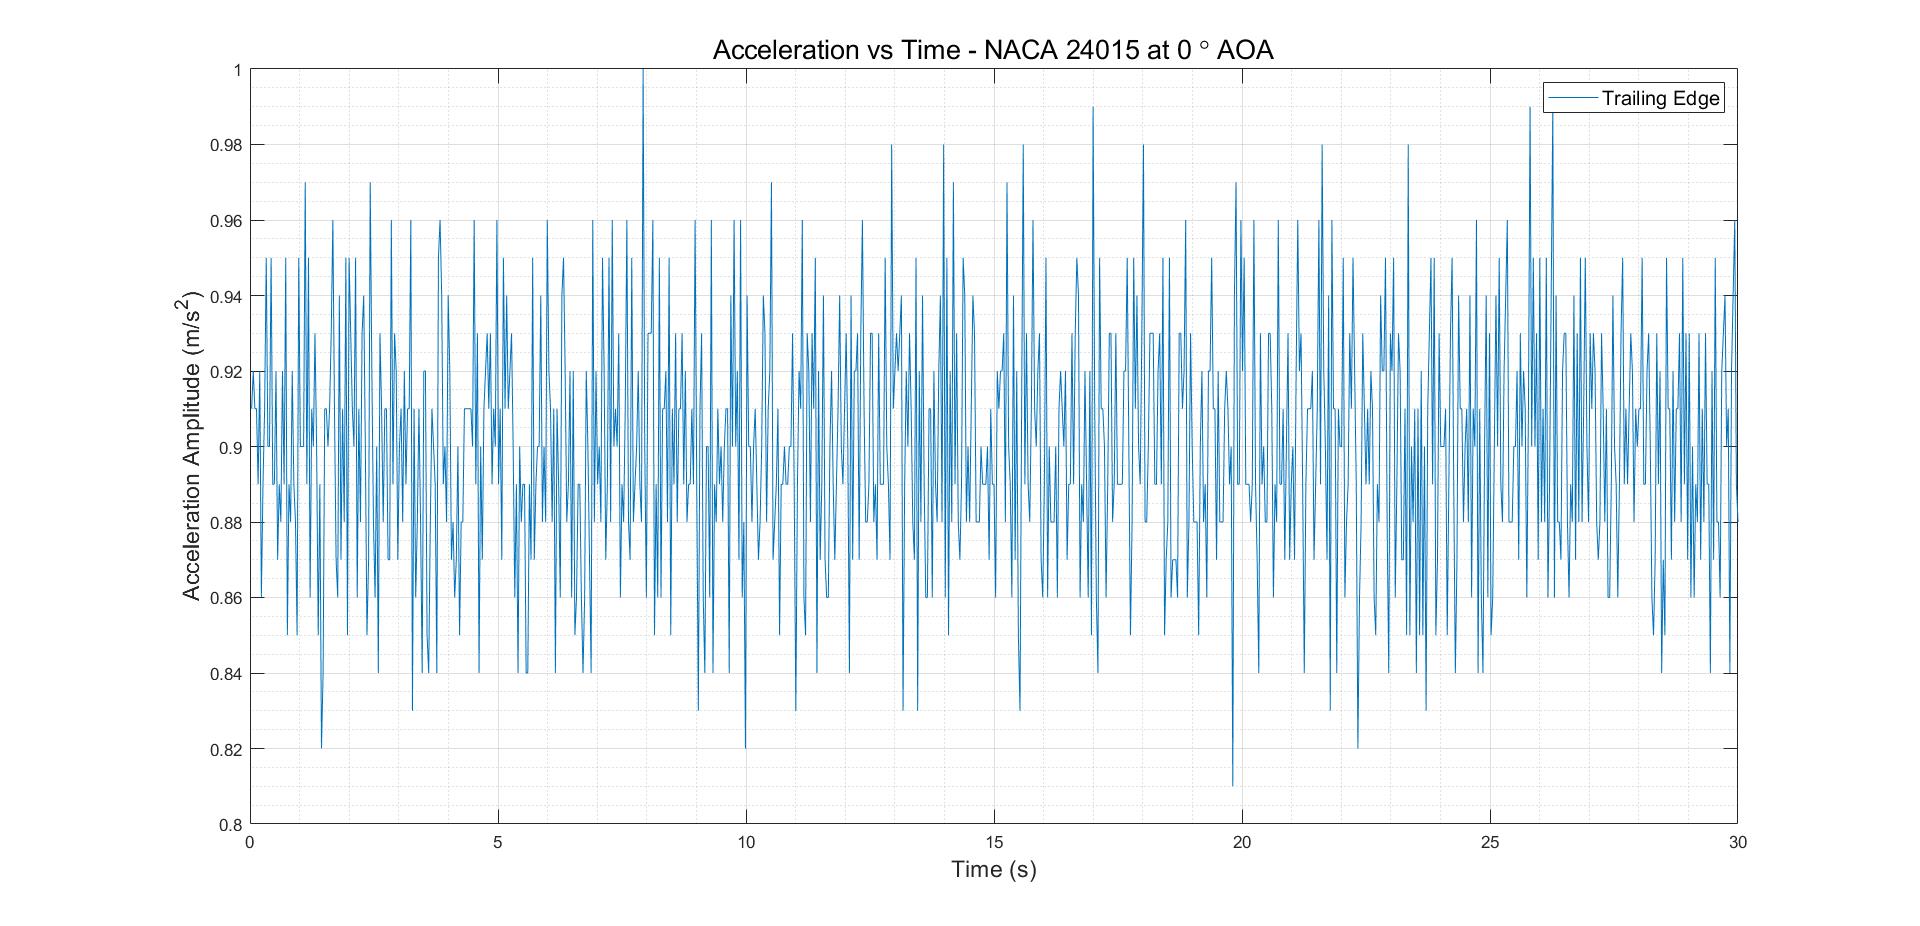 Acceleration vs Time - NACA 24015 at 0 ° AOA
Trailing Edge
Acceleration Amplitude (m/s²)
1
0.98
0.96
0.94
0.92
0.9
0.88
0.86
0.84
0.82
0.8
0 5 10 15 20 25 30
Time (s)